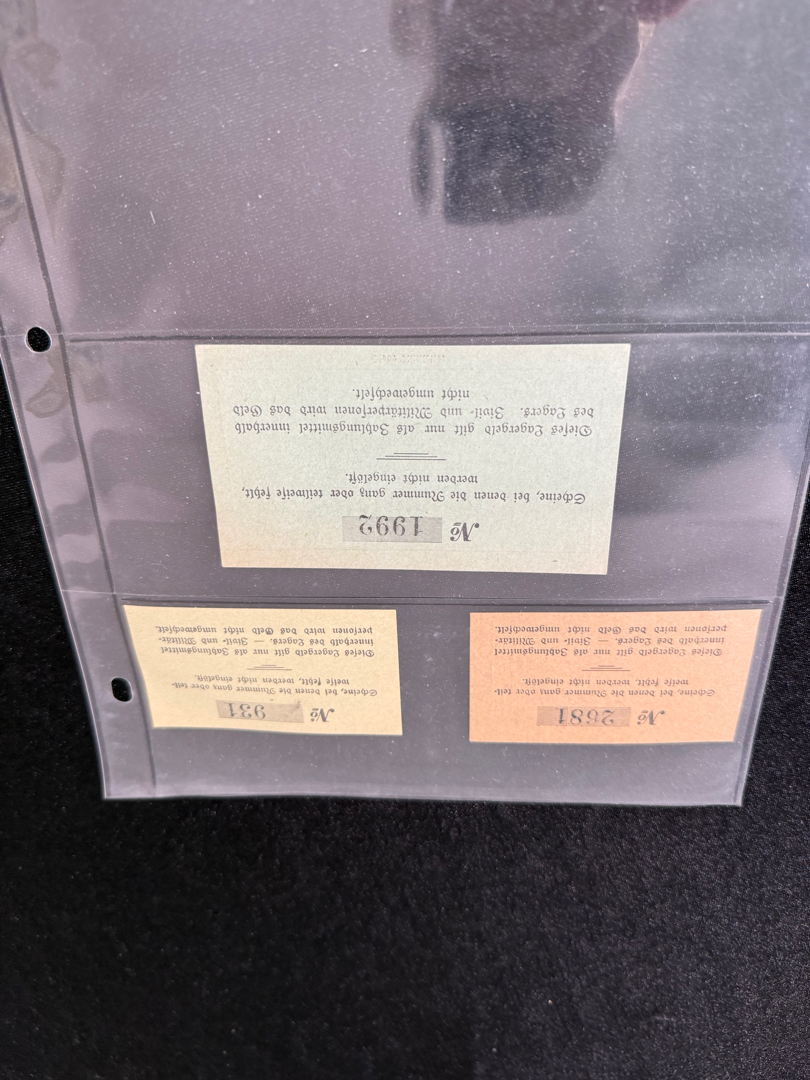 № 2681
Scheine, bei denen die Nummer ganz oder teil-
weise fehlt, werden nicht eingelöst.
Dieses Lagergeld gilt nur als Zahlungsmittel
innerhalb des Lagers. — Zivil- und Militär-
personen wird das Geld nicht umgewechselt.
№ 931
Scheine, bei denen die Nummer ganz oder teil-
weise fehlt, werden nicht eingelöst.
Dieses Lagergeld gilt nur als Zahlungsmittel
innerhalb des Lagers. — Zivil- und Militär-
personen wird das Geld nicht umgewechselt.
№ 1992
Scheine, bei denen die Nummer ganz oder teilweise fehlt,
werden nicht eingelöst.
Dieses Lagergeld gilt nur als Zahlungsmittel innerhalb
des Lagers. Zivil- und Militärpersonen wird das Geld
nicht umgewechselt.